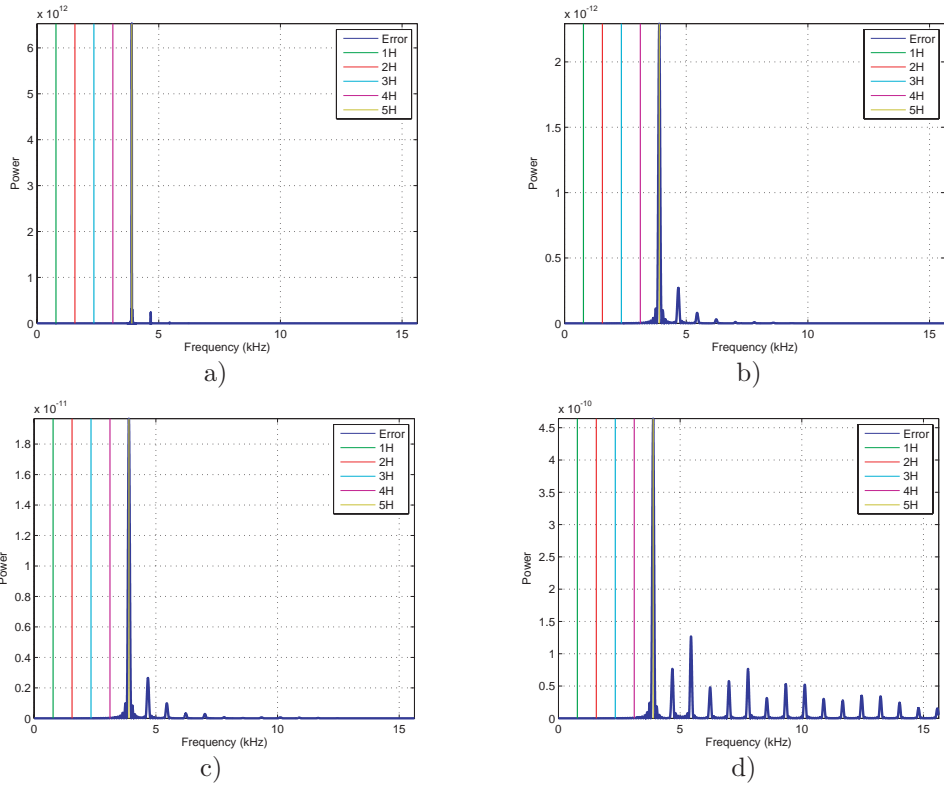 x 10^12
6
5
4
3
2
1
0
Power
0 5 10 15
Frequency (kHz)
Error
1H
2H
3H
4H
5H
a)
x 10^-12
2
1.5
1
0.5
0
Power
0 5 10 15
Frequency (kHz)
Error
1H
2H
3H
4H
5H
b)
x 10^-11
1.8
1.6
1.4
1.2
1
0.8
0.6
0.4
0.2
0
Power
0 5 10 15
Frequency (kHz)
Error
1H
2H
3H
4H
5H
c)
x 10^-10
4.5
4
3.5
3
2.5
2
1.5
1
0.5
0
Power
0 5 10 15
Frequency (kHz)
Error
1H
2H
3H
4H
5H
d)